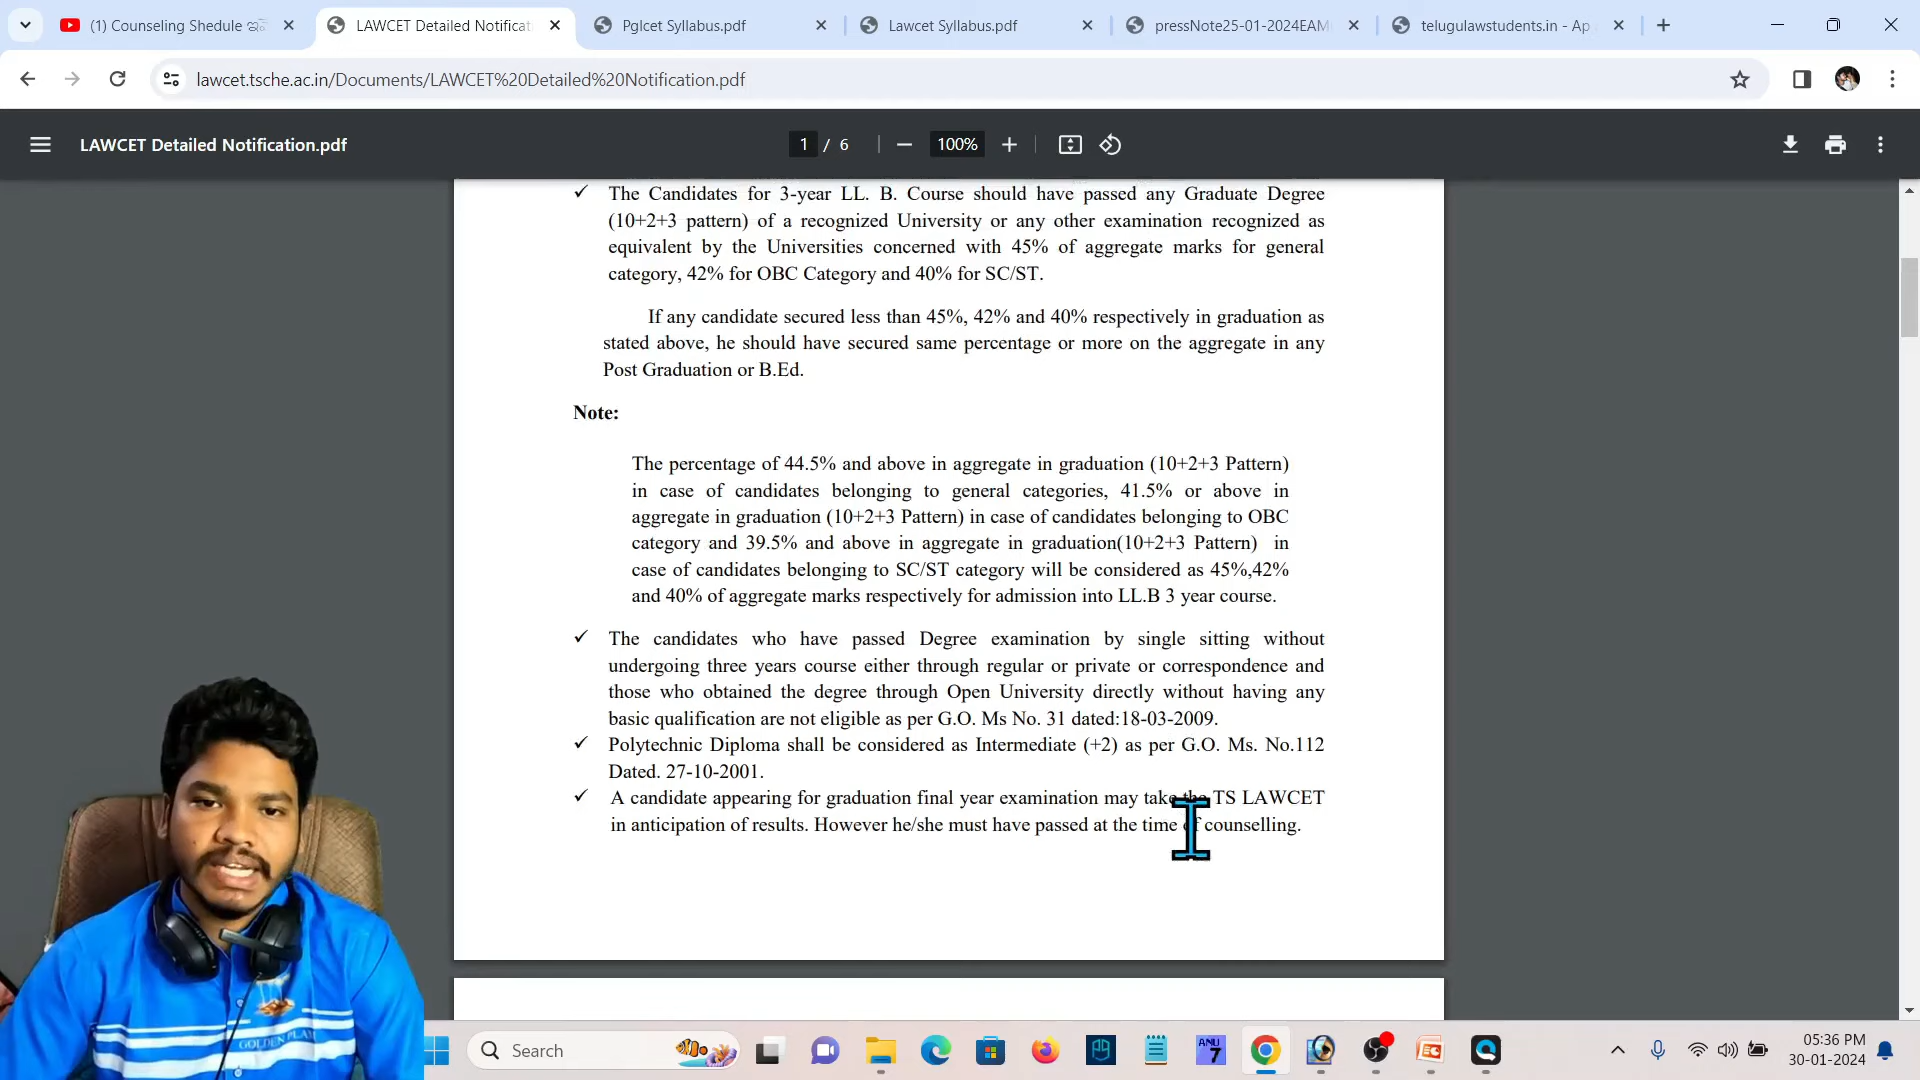 (1) Counseling Shedule
LAWCET Detailed Notificat
Pglcet Syllabus.pdf
Lawcet Syllabus.pdf
pressNote25-01-2024EAM
telugulawstudents.in - Ap
lawcet.tsche.ac.in/Documents/LAWCET%20Detailed%20Notification.pdf
LAWCET Detailed Notification.pdf
1 / 6
100%
✓ The Candidates for 3-year LL. B. Course should have passed any Graduate Degree
(10+2+3 pattern) of a recognized University or any other examination recognized as
equivalent by the Universities concerned with 45% of aggregate marks for general
category, 42% for OBC Category and 40% for SC/ST.
If any candidate secured less than 45%, 42% and 40% respectively in graduation as
stated above, he should have secured same percentage or more on the aggregate in any
Post Graduation or B.Ed.
Note:
The percentage of 44.5% and above in aggregate in graduation (10+2+3 Pattern)
in case of candidates belonging to general categories, 41.5% or above in
aggregate in graduation (10+2+3 Pattern) in case of candidates belonging to OBC
category and 39.5% and above in aggregate in graduation(10+2+3 Pattern) in
case of candidates belonging to SC/ST category will be considered as 45%,42%
and 40% of aggregate marks respectively for admission into LL.B 3 year course.
✓ The candidates who have passed Degree examination by single sitting without
undergoing three years course either through regular or private or correspondence and
those who obtained the degree through Open University directly without having any
basic qualification are not eligible as per G.O. Ms No. 31 dated:18-03-2009.
✓ Polytechnic Diploma shall be considered as Intermediate (+2) as per G.O. Ms. No.112
Dated. 27-10-2001.
✓ A candidate appearing for graduation final year examination may take the TS LAWCET
in anticipation of results. However he/she must have passed at the time of counselling.
GOLDEN PLA
Search
ANU
7
05:36 PM
30-01-2024